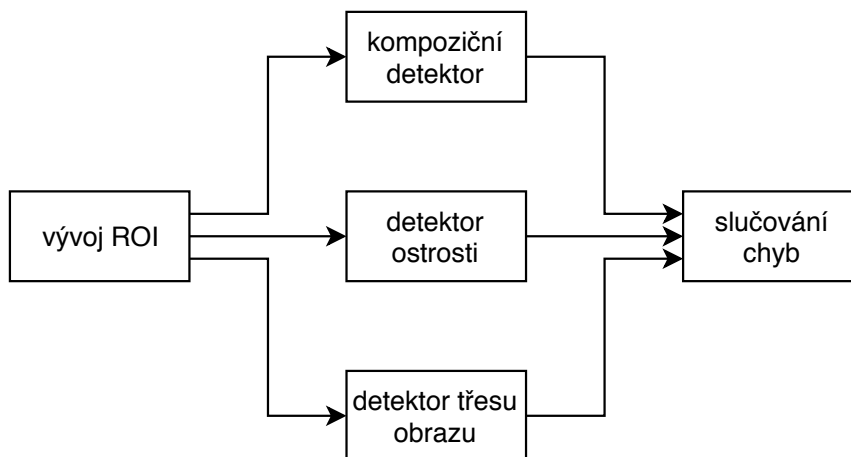 kompoziční
detektor
vývoj ROI
detektor
ostrosti
slučování
chyb
detektor třesu
obrazu